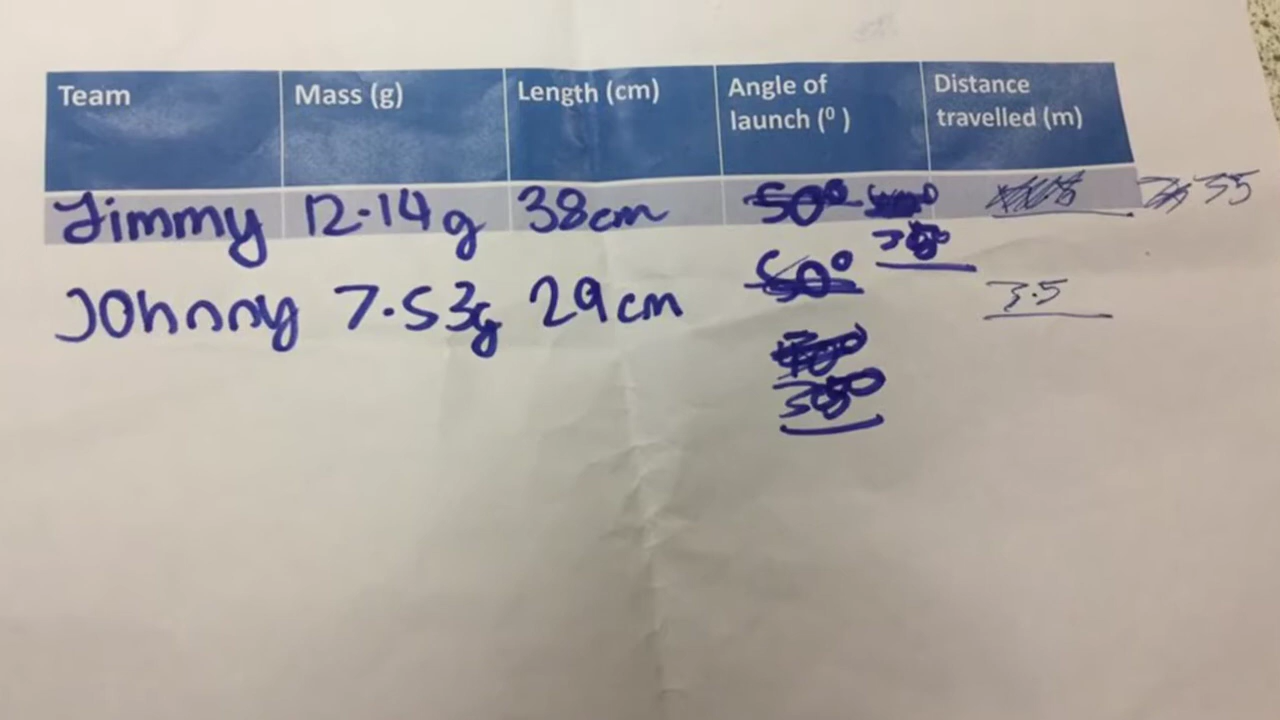 Team Mass (g) Length (cm) Angle of launch (⁰) Distance travelled (m)
Jimmy 12.14g 38cm 50° 35
Johnny 7.53g 29cm 50° 3.5